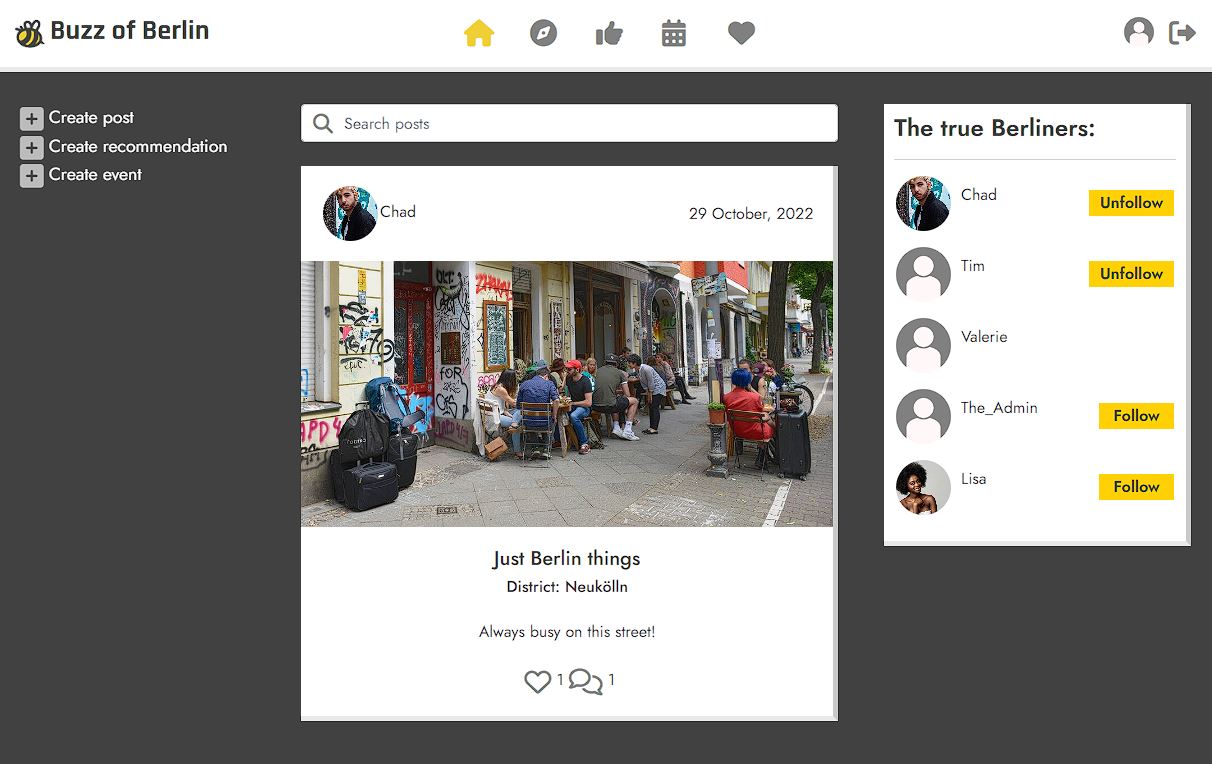 Buzz of Berlin
Create post
Create recommendation
Create event
Search posts
Chad
29 October, 2022
FOR
Just Berlin things
District: Neukölln
Always busy on this street!
1 1
The true Berliners:
Chad
Unfollow
Tim
Unfollow
Valerie
The_Admin
Follow
Lisa
Follow